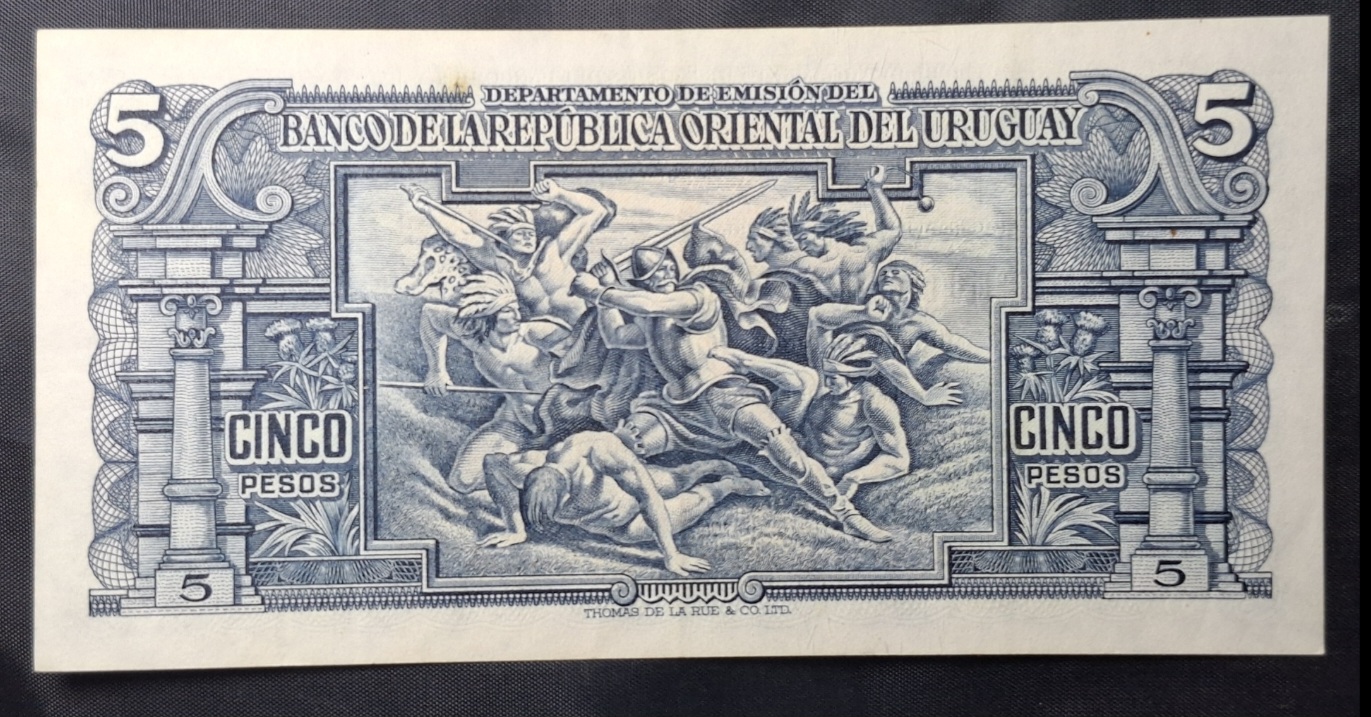 5 DEPARTAMENTO DE EMISIÓN DEL 5
BANCO DE LA REPÚBLICA ORIENTAL DEL URUGUAY
CINCO CINCO
PESOS PESOS
5 5
THOMAS DE LA RUE & CO. LTD.